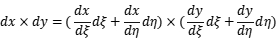 dx × dy = (dx/dξ dξ + dx/dη dη) × (dy/dξ dξ + dy/dη dη)